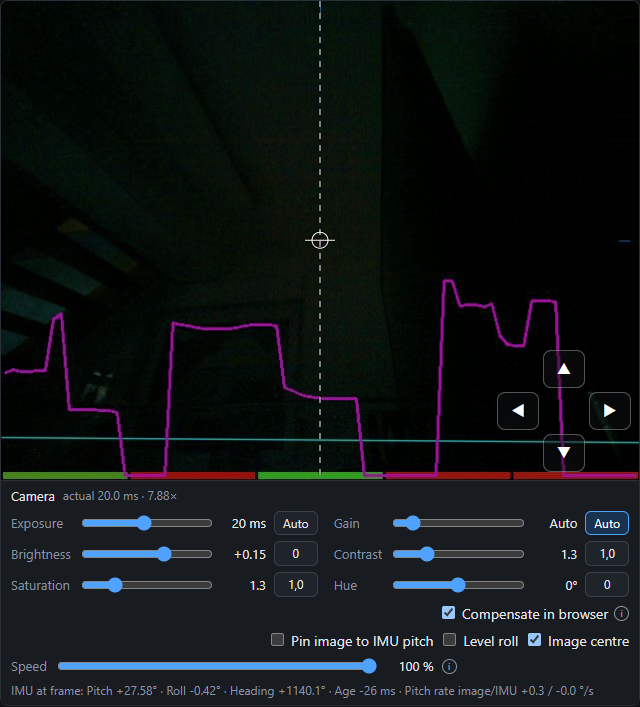 Camera actual 20.0 ms · 7.88×
Exposure 20 ms Auto Gain Auto Auto
Brightness +0.15 0 Contrast 1.3 1,0
Saturation 1.3 1,0 Hue 0° 0
Compensate in browser
Pin image to IMU pitch Level roll Image centre
Speed 100 %
IMU at frame: Pitch +27.58° · Roll -0.42° · Heading +1140.1° · Age -26 ms · Pitch rate image/IMU +0.3 / -0.0 °/s